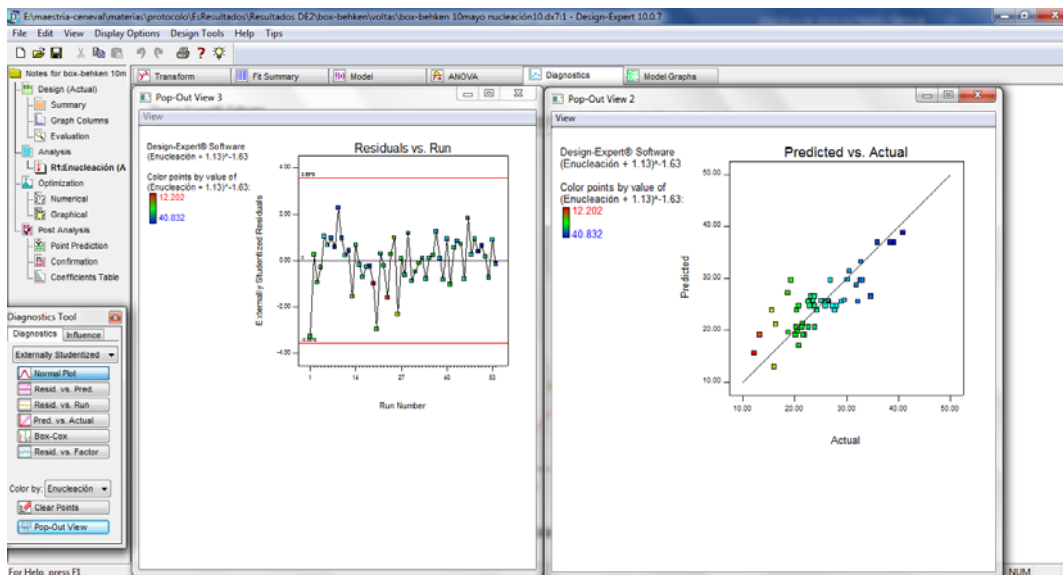 E:\maestria-ceneval\materias\protocolo\EsResultados\Resultados DE2\box-behken\voltas\box-behken 10mayo nucleación10.dx7:1 - Design-Expert 10.0.7
File Edit View Display Options Design Tools Help Tips
Notes for box-behken 10m
Design (Actual)
Summary
Graph Columns
Evaluation
Analysis
R1:Enucleación (A
Optimization
Numerical
Graphical
Post Analysis
Point Prediction
Confirmation
Coefficients Table
Diagnostics Tool
Diagnostics Influence
Externally Studentized
Normal Plot
Resid. vs. Pred.
Resid. vs. Run
Pred. vs. Actual
Box-Cox
Resid. vs. Factor
Color by: Enucleación
Clear Points
Pop-Out View
For Help, press F1
NUM
Transform Fit Summary f(x) Model ANOVA Diagnostics Model Graphs
Pop-Out View 3
View
Design-Expert® Software
(Enucleación + 1.13)^-1.63
Color points by value of
(Enucleación + 1.13)^-1.63:
12.202
40.832
Residuals vs. Run
Externally Studentized Residuals
4.00
2.00
0
-2.00
-4.00
1 14 27 40 53
Run Number
Pop-Out View 2
View
Design-Expert® Software
(Enucleación + 1.13)^-1.63
Color points by value of
(Enucleación + 1.13)^-1.63:
12.202
40.832
Predicted vs. Actual
Predicted
50.00
40.00
30.00
20.00
10.00
10.00 20.00 30.00 40.00 50.00
Actual